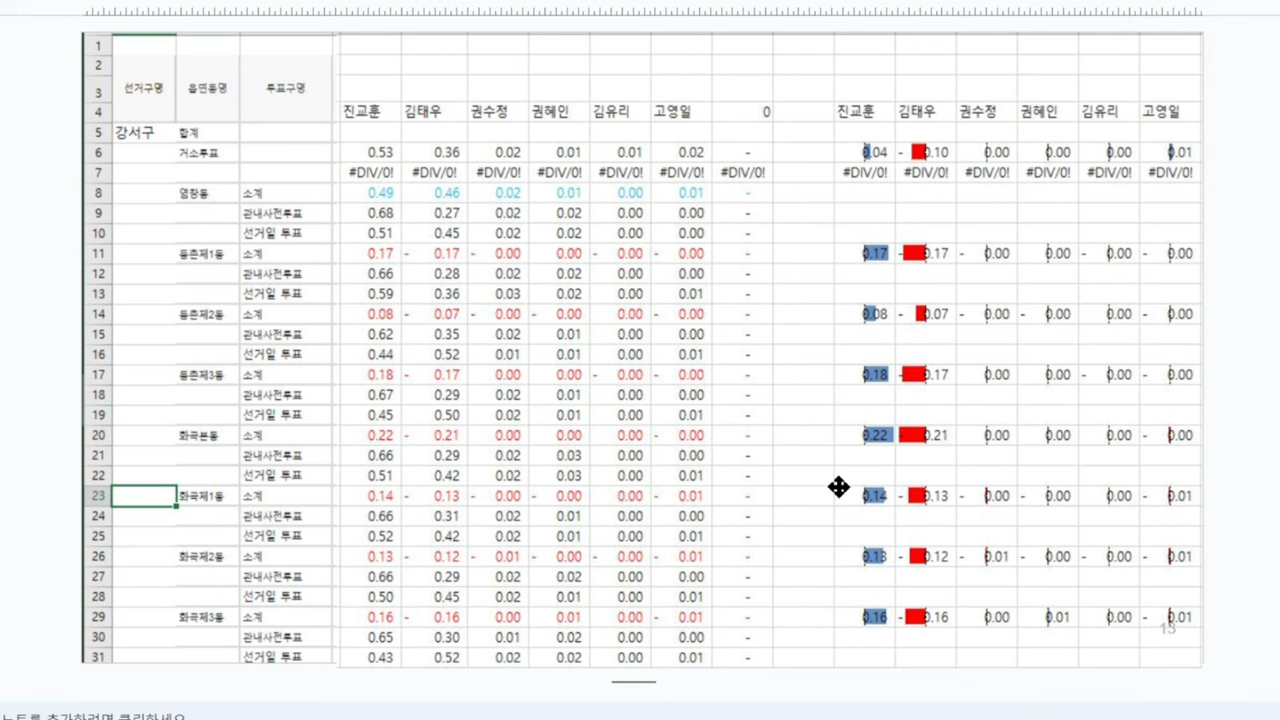 1
2
선거구명 읍면동명 투표구명
3
4 진교훈 김태우 권수정 권혜인 김유리 고영일 0 진교훈 김태우 권수정 권혜인 김유리 고영일
5 강서구 합계
6 거소투표 0.53 0.36 0.02 0.01 0.01 0.02 - 0.04 - 0.10 0.00 0.00 0.00 0.01
7 #DIV/0! #DIV/0! #DIV/0! #DIV/0! #DIV/0! #DIV/0! #DIV/0! #DIV/0! #DIV/0! #DIV/0! #DIV/0! #DIV/0! #DIV/0!
8 염창동 소계 0.49 0.46 0.02 0.01 0.00 0.01 -
9 관내사전투표 0.68 0.27 0.02 0.02 0.00 0.00 -
10 선거일 투표 0.51 0.45 0.02 0.02 0.00 0.00 -
11 등촌제1동 소계 0.17 - 0.17 - 0.00 0.00 - 0.00 - 0.00 - 0.17 - 0.17 - 0.00 0.00 - 0.00 - 0.00
12 관내사전투표 0.66 0.28 0.02 0.02 0.00 0.00 -
13 선거일 투표 0.59 0.36 0.03 0.02 0.00 0.01 -
14 등촌제2동 소계 0.08 - 0.07 - 0.00 - 0.00 0.00 - 0.00 - 0.08 - 0.07 - 0.00 - 0.00 0.00 - 0.00
15 관내사전투표 0.62 0.35 0.02 0.01 0.00 0.00 -
16 선거일 투표 0.44 0.52 0.01 0.01 0.00 0.01 -
17 등촌제3동 소계 0.18 - 0.17 0.00 0.00 - 0.00 - 0.00 - 0.18 - 0.17 0.00 0.00 - 0.00 - 0.00
18 관내사전투표 0.67 0.29 0.02 0.01 0.00 0.00 -
19 선거일 투표 0.45 0.50 0.02 0.01 0.00 0.01 -
20 화곡본동 소계 0.22 - 0.21 0.00 0.00 0.00 - 0.00 - 0.22 - 0.21 0.00 0.00 0.00 - 0.00
21 관내사전투표 0.66 0.29 0.02 0.03 0.00 0.00 -
22 선거일 투표 0.51 0.42 0.02 0.03 0.00 0.01 -
23 화곡제1동 소계 0.14 - 0.13 - 0.00 - 0.00 - 0.00 - 0.01 - 0.14 - 0.13 - 0.00 - 0.00 - 0.00 - 0.01
24 관내사전투표 0.66 0.31 0.02 0.01 0.00 0.00 -
25 선거일 투표 0.52 0.42 0.02 0.01 0.00 0.01 -
26 화곡제2동 소계 0.13 - 0.12 - 0.01 - 0.00 - 0.00 - 0.01 - 0.13 - 0.12 - 0.01 - 0.00 - 0.00 - 0.01
27 관내사전투표 0.66 0.29 0.02 0.02 0.00 0.00 -
28 선거일 투표 0.50 0.45 0.02 0.01 0.00 0.01 -
29 화곡제3동 소계 0.16 - 0.16 0.00 0.01 0.00 - 0.01 - 0.16 - 0.16 0.00 0.01 0.00 - 0.01
13
30 관내사전투표 0.65 0.30 0.01 0.02 0.00 0.00 -
31 선거일 투표 0.43 0.52 0.02 0.02 0.00 0.01 -
노트를 추가하려면 클릭하세요